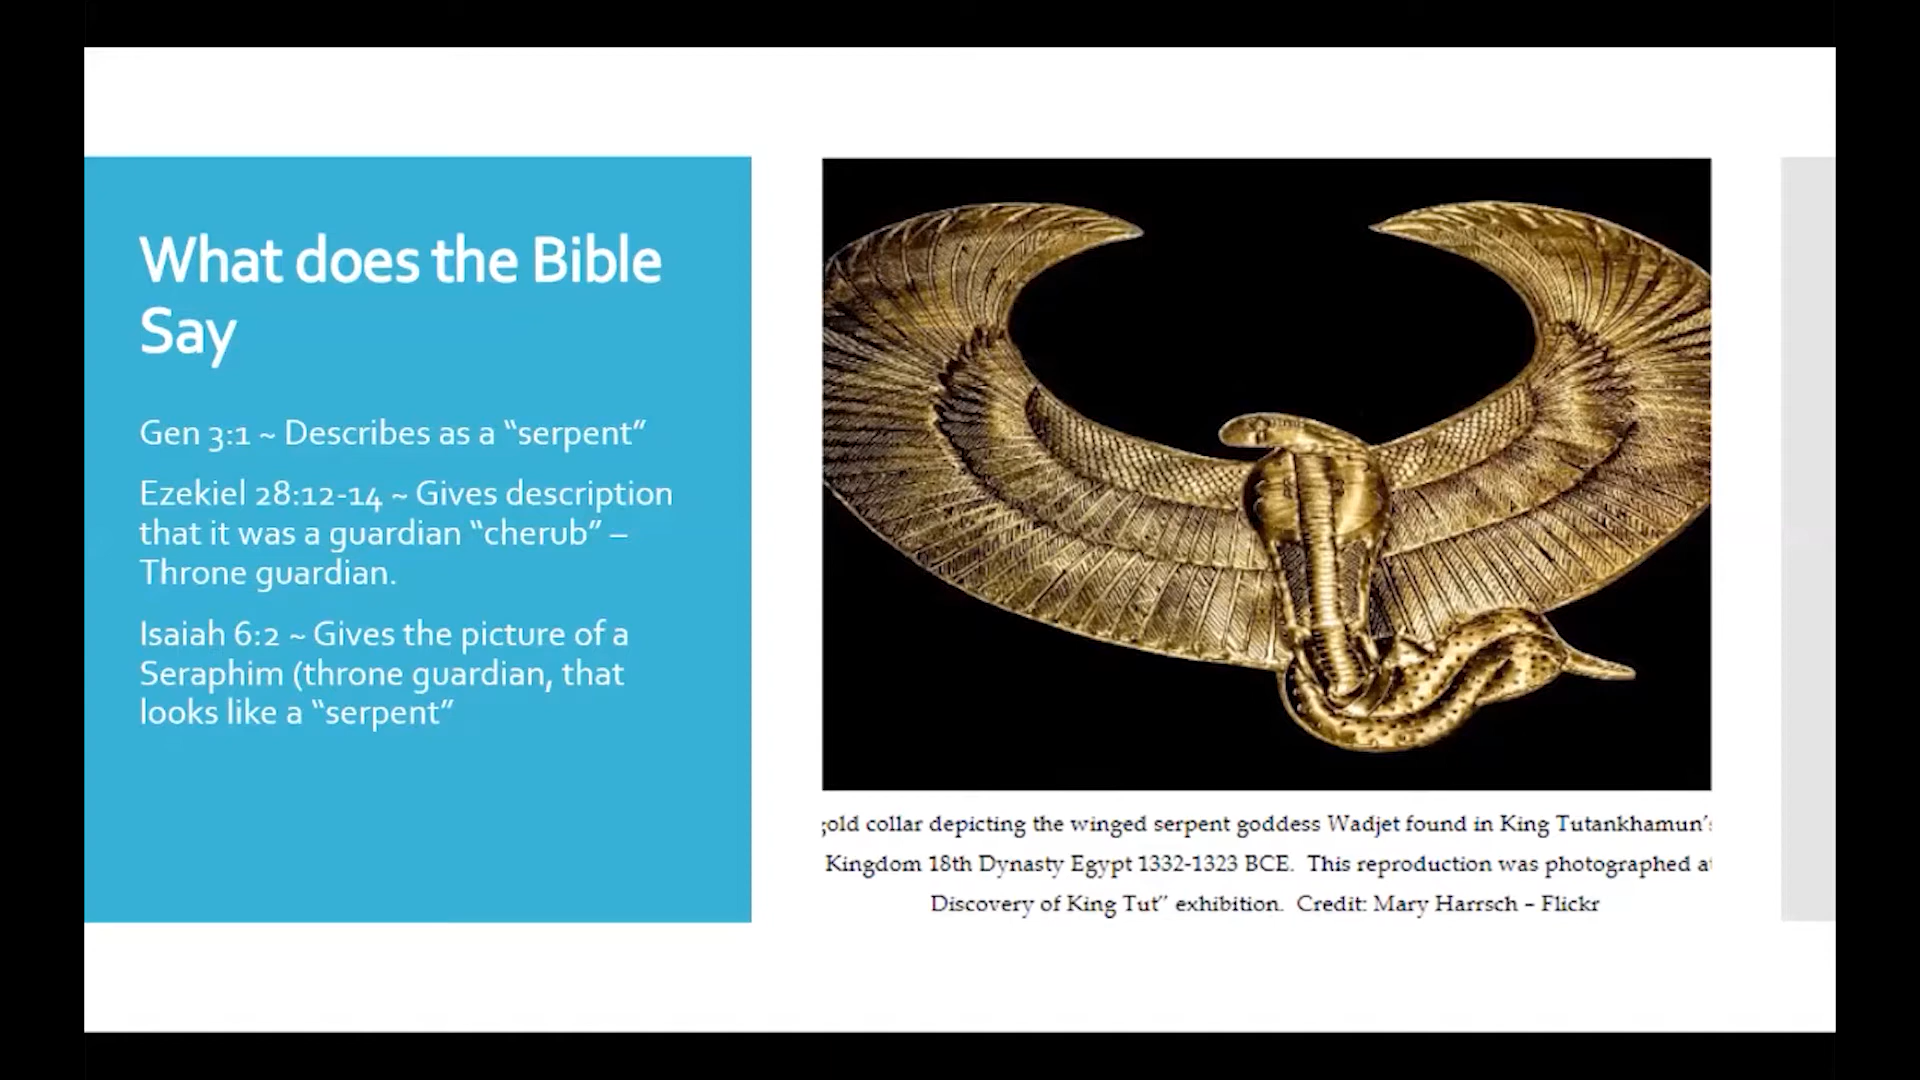 What does the Bible
Say
Gen 3:1 ~ Describes as a “serpent”
Ezekiel 28:12-14 ~ Gives description
that it was a guardian “cherub” –
Throne guardian.
Isaiah 6:2 ~ Gives the picture of a
Seraphim (throne guardian, that
looks like a “serpent”
collar depicting the winged serpent goddess Wadjet found in King Tutankhamun’s
Kingdom 18th Dynasty Egypt 1332-1323 BCE. This reproduction was photographed at
Discovery of King Tut” exhibition. Credit: Mary Harrsch – Flickr